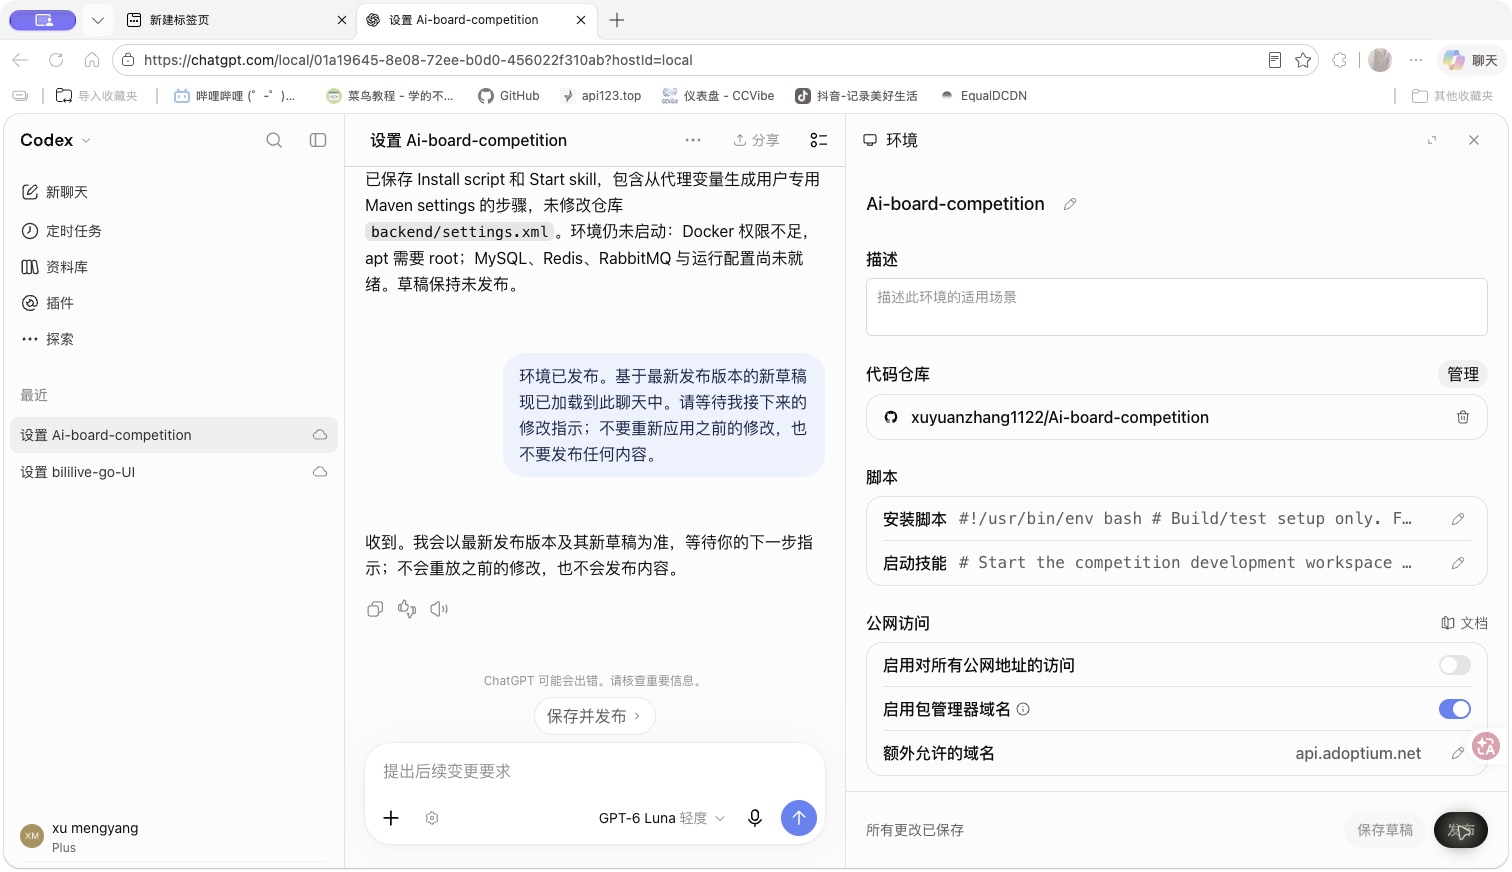 新建标签页
设置 Ai-board-competition
https://chatgpt.com/local/01a19645-8e08-72ee-b0d0-456022f310ab?hostId=local
聊天
导入收藏夹
哔哩哔哩 (゜-゜)...
菜鸟教程 - 学的不...
GitHub
api123.top
仪表盘 - CCVibe
抖音-记录美好生活
EqualDCDN
其他收藏夹
Codex
新聊天
定时任务
资料库
插件
探索
最近
设置 Ai-board-competition
设置 bililive-go-UI
XM
xu mengyang
Plus
设置 Ai-board-competition
分享
已保存 Install script 和 Start skill，包含从代理变量生成用户专用
Maven settings 的步骤，未修改仓库
backend/settings.xml。环境仍未启动：Docker 权限不足，
apt 需要 root；MySQL、Redis、RabbitMQ 与运行配置尚未就
绪。草稿保持未发布。
环境已发布。基于最新发布版本的新草稿
现已加载到此聊天中。请等待我接下来的
修改指示；不要重新应用之前的修改，也
不要发布任何内容。
收到。我会以最新发布版本及其新草稿为准，等待你的下一步指
示；不会重放之前的修改，也不会发布内容。
ChatGPT 可能会出错。请核查重要信息。
保存并发布
提出后续变更要求
GPT-6 Luna 轻度
环境
Ai-board-competition
描述
描述此环境的适用场景
代码仓库
管理
xuyuanzhang1122/Ai-board-competition
脚本
安装脚本 #!/usr/bin/env bash # Build/test setup only. F…
启动技能 # Start the competition development workspace …
公网访问
文档
启用对所有公网地址的访问
启用包管理器域名
额外允许的域名
api.adoptium.net
所有更改已保存
保存草稿
发布